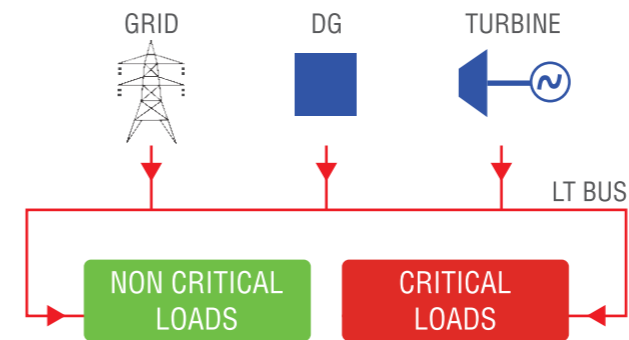 GRID
DG
TURBINE
LT BUS
NON CRITICAL
LOADS
CRITICAL
LOADS